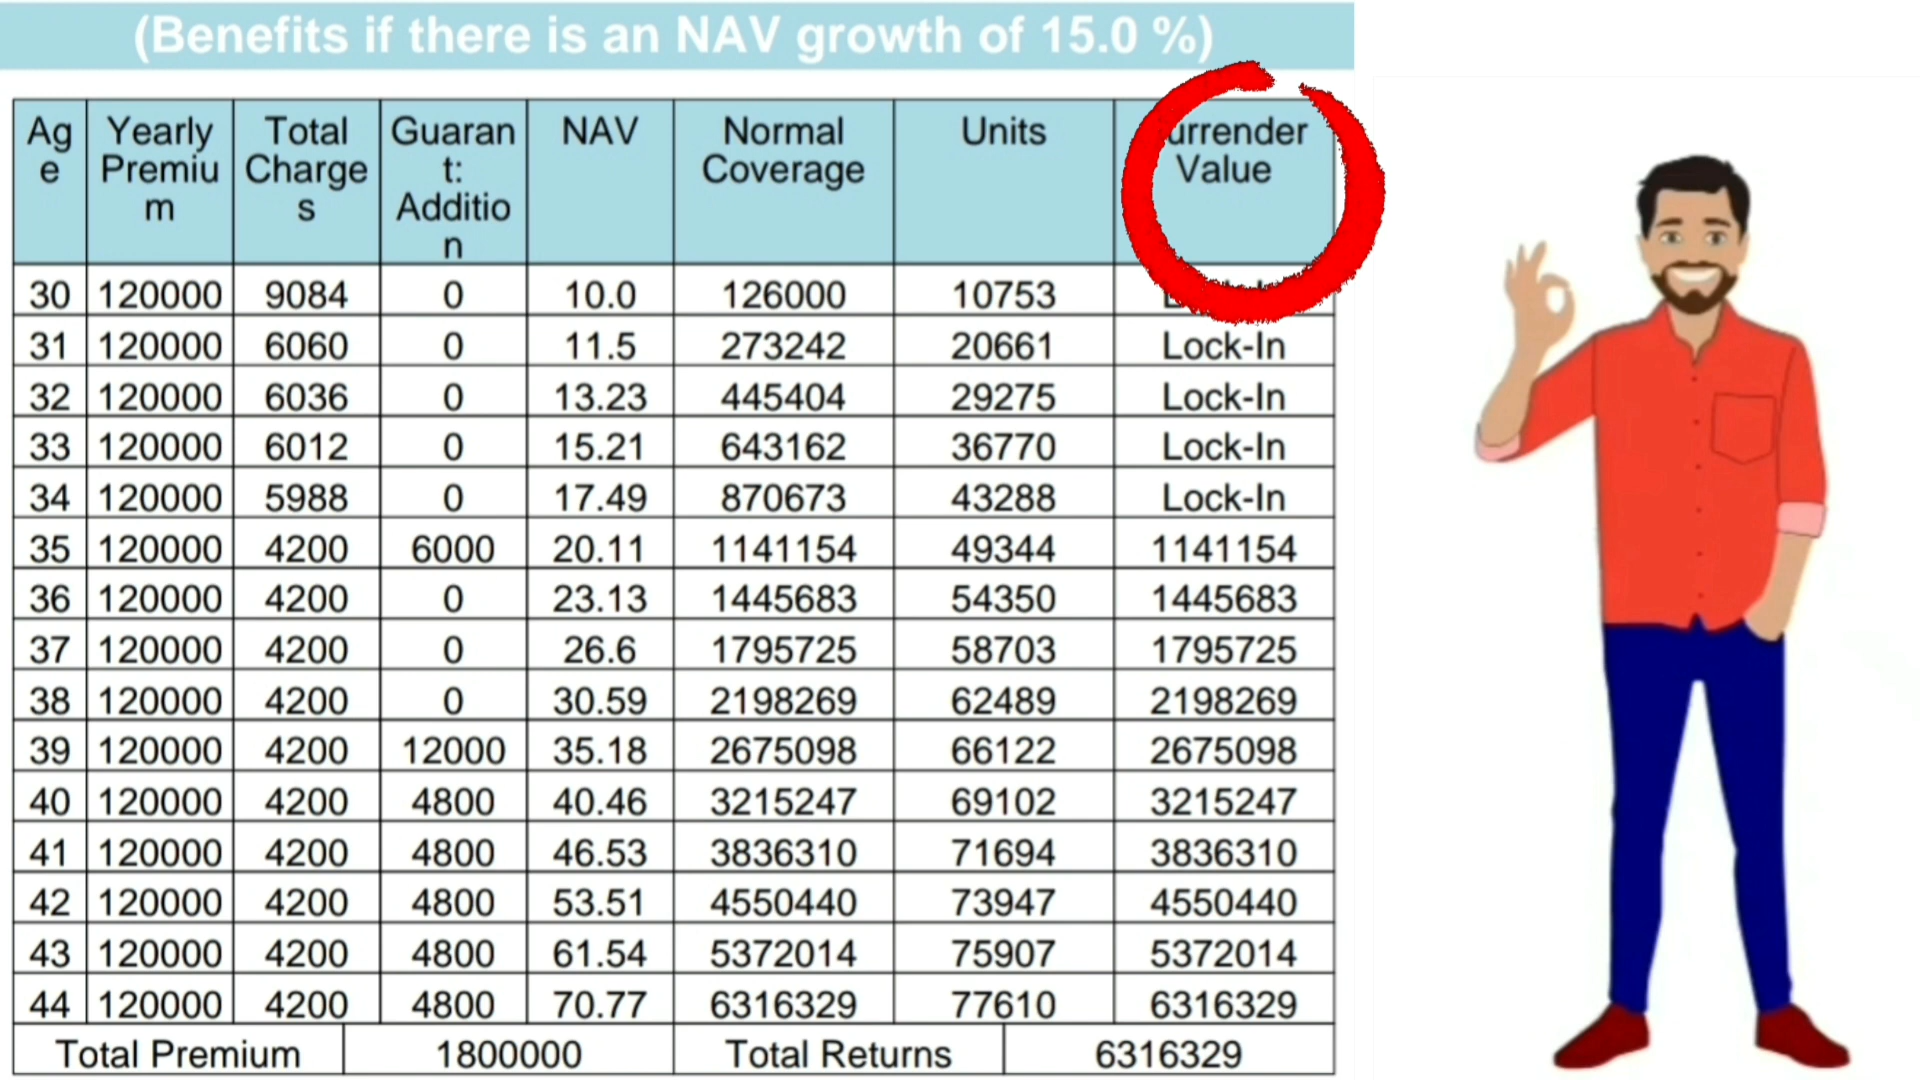 (Benefits if there is an NAV growth of 15.0 %)
Ag
e
Yearly
Premiu
m
Total
Charge
s
Guaran
t:
Additio
n
NAV
Normal
Coverage
Units
urrender
Value
30 120000 9084 0 10.0 126000 10753
31 120000 6060 0 11.5 273242 20661 Lock-In
32 120000 6036 0 13.23 445404 29275 Lock-In
33 120000 6012 0 15.21 643162 36770 Lock-In
34 120000 5988 0 17.49 870673 43288 Lock-In
35 120000 4200 6000 20.11 1141154 49344 1141154
36 120000 4200 0 23.13 1445683 54350 1445683
37 120000 4200 0 26.6 1795725 58703 1795725
38 120000 4200 0 30.59 2198269 62489 2198269
39 120000 4200 12000 35.18 2675098 66122 2675098
40 120000 4200 4800 40.46 3215247 69102 3215247
41 120000 4200 4800 46.53 3836310 71694 3836310
42 120000 4200 4800 53.51 4550440 73947 4550440
43 120000 4200 4800 61.54 5372014 75907 5372014
44 120000 4200 4800 70.77 6316329 77610 6316329
Total Premium 1800000 Total Returns 6316329